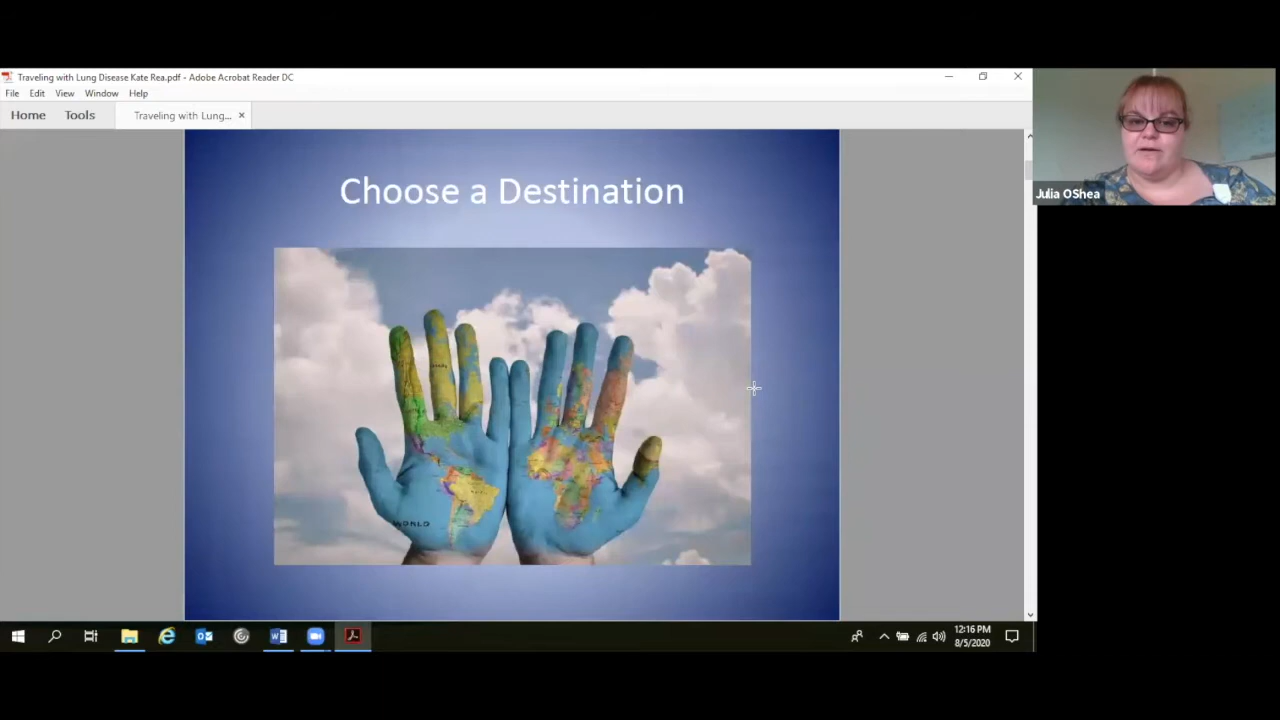 Traveling with Lung Disease Kate Rea.pdf - Adobe Acrobat Reader DC
File Edit View Window Help
Home Tools Traveling with Lung... ×
Choose a Destination
WORLD
Julia OShea
12:16 PM
8/5/2020